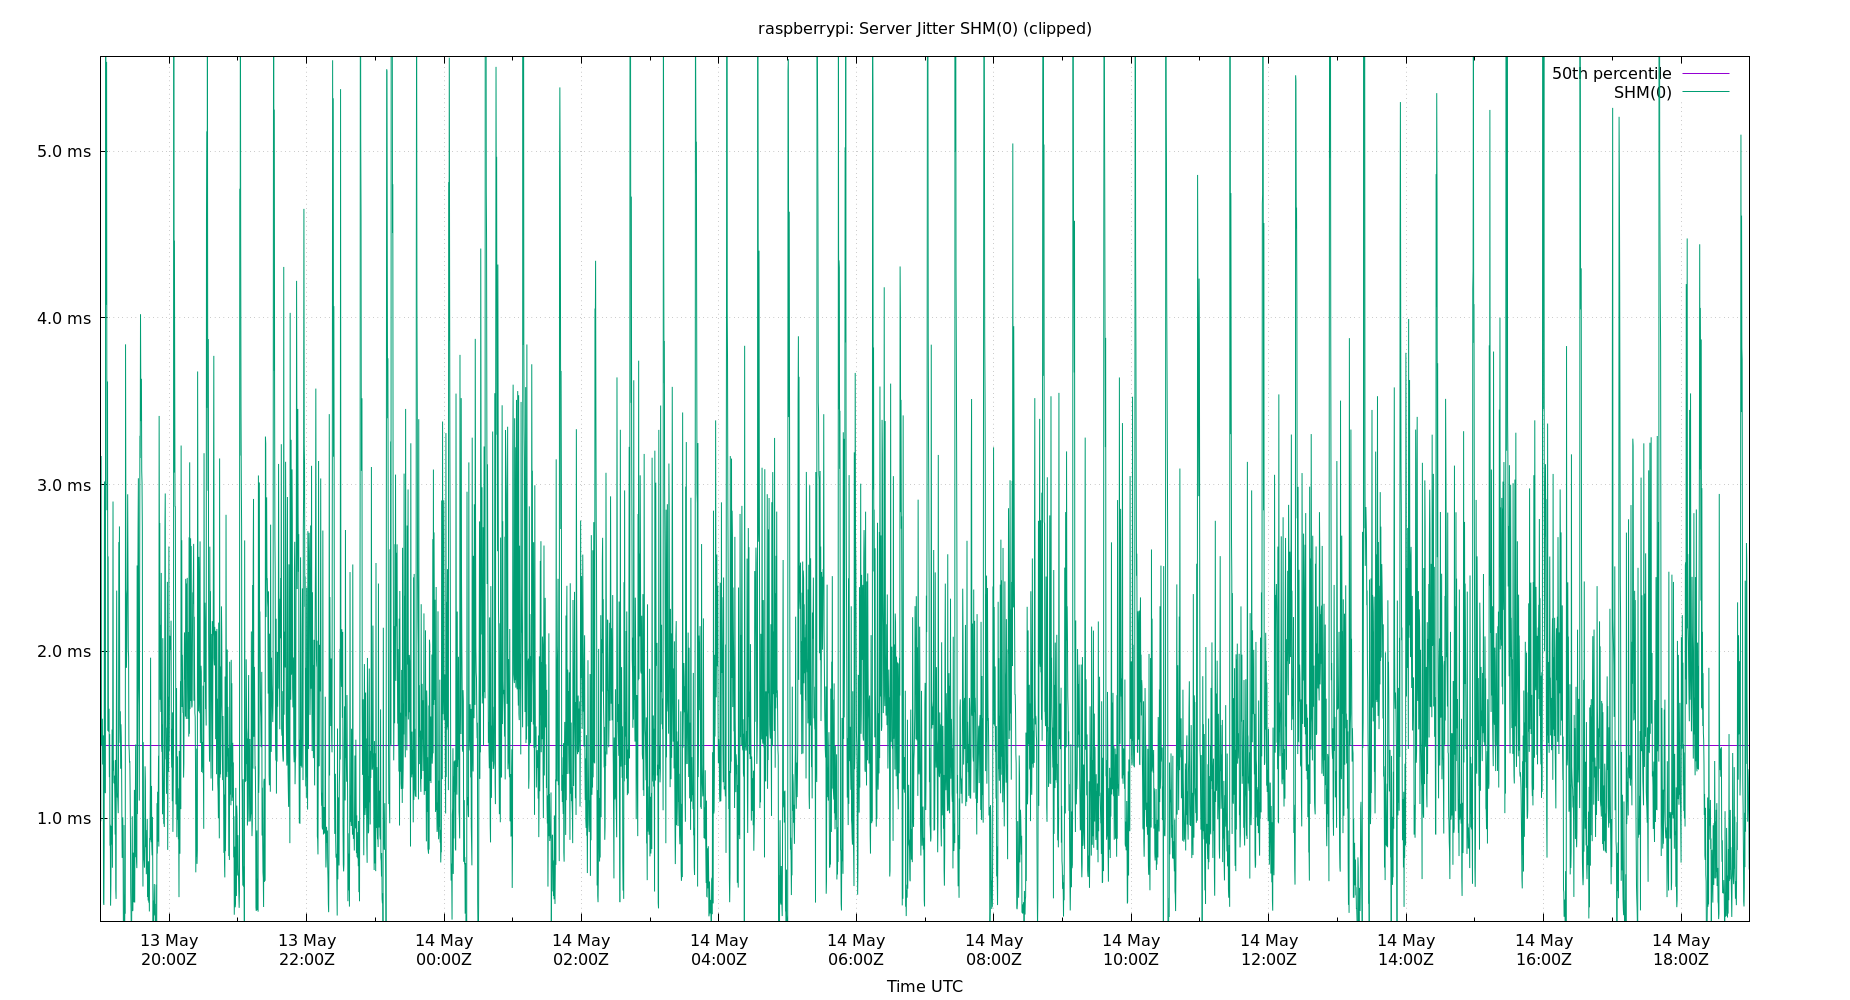 raspberrypi: Server Jitter SHM(0) (clipped)
50th percentile
SHM(0)
5.0 ms
4.0 ms
3.0 ms
2.0 ms
1.0 ms
13 May 13 May 14 May 14 May 14 May 14 May 14 May 14 May 14 May 14 May 14 May 14 May
20:00Z 22:00Z 00:00Z 02:00Z 04:00Z 06:00Z 08:00Z 10:00Z 12:00Z 14:00Z 16:00Z 18:00Z
Time UTC